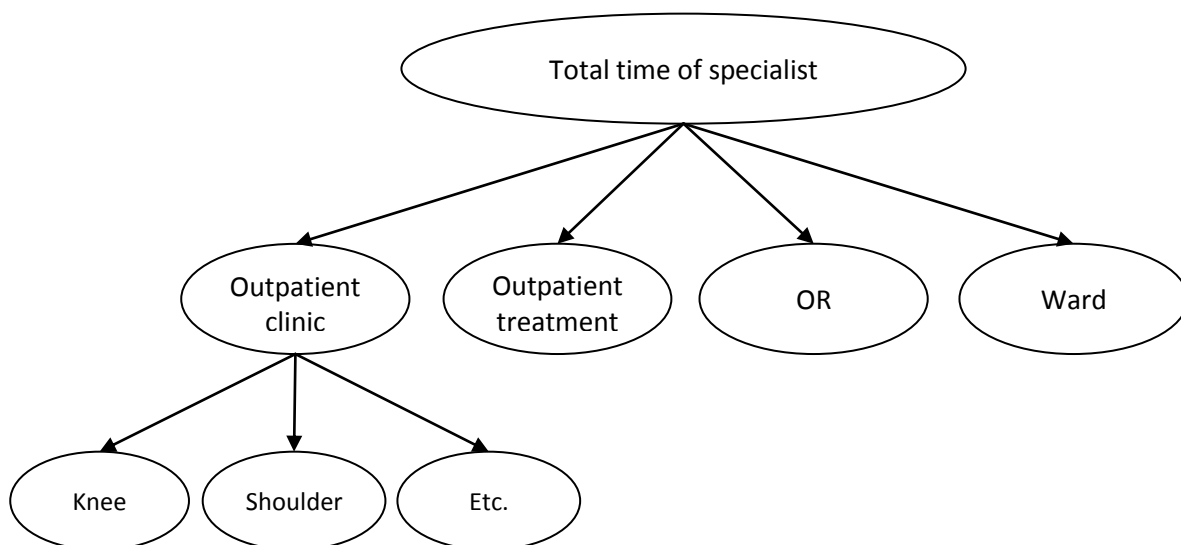 Total time of specialist
Outpatient
clinic
Outpatient
treatment
OR
Ward
Knee
Shoulder
Etc.